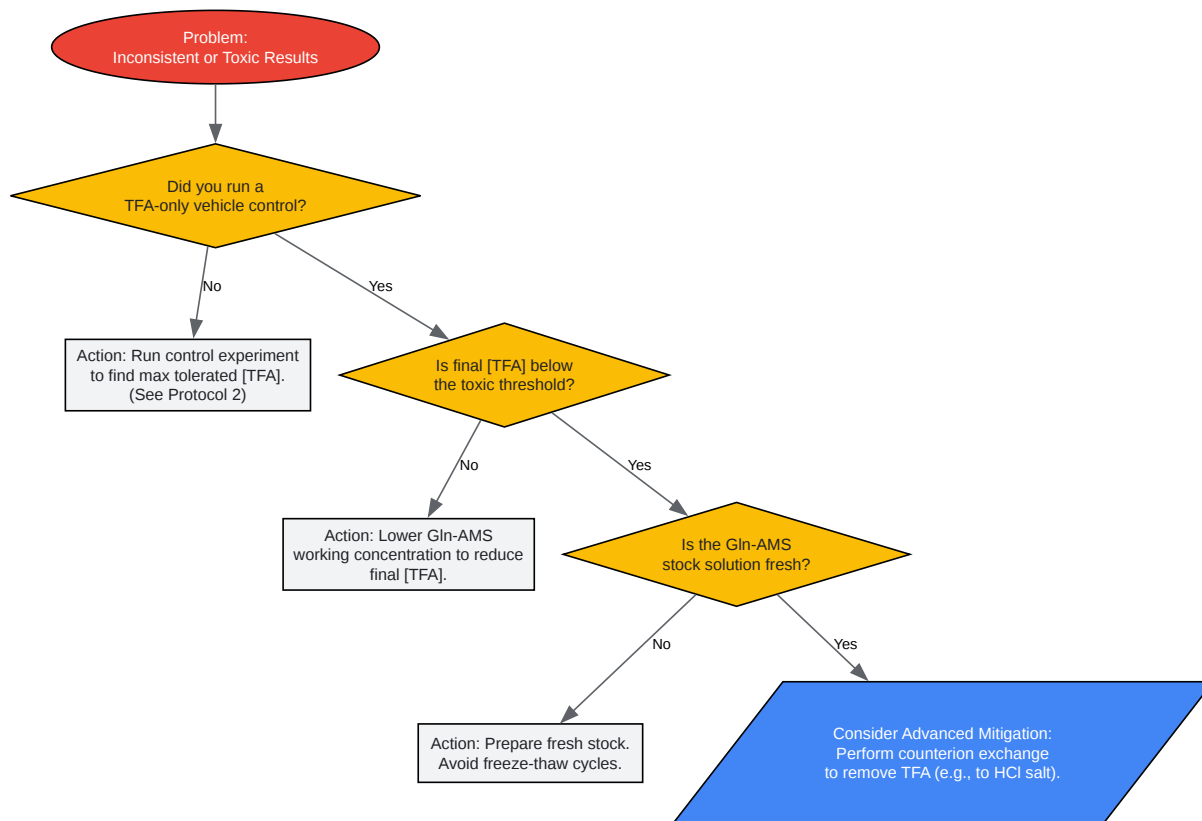 Problem:
Inconsistent or Toxic Results
Did you run a
TFA-only vehicle control?
No
Yes
Action: Run control experiment
to find max tolerated [TFA].
(See Protocol 2)
Is final [TFA] below
the toxic threshold?
No
Yes
Action: Lower Gln-AMS
working concentration to reduce
final [TFA].
Is the Gln-AMS
stock solution fresh?
No
Yes
Action: Prepare fresh stock.
Avoid freeze-thaw cycles.
Consider Advanced Mitigation:
Perform counterion exchange
to remove TFA (e.g., to HCl salt).